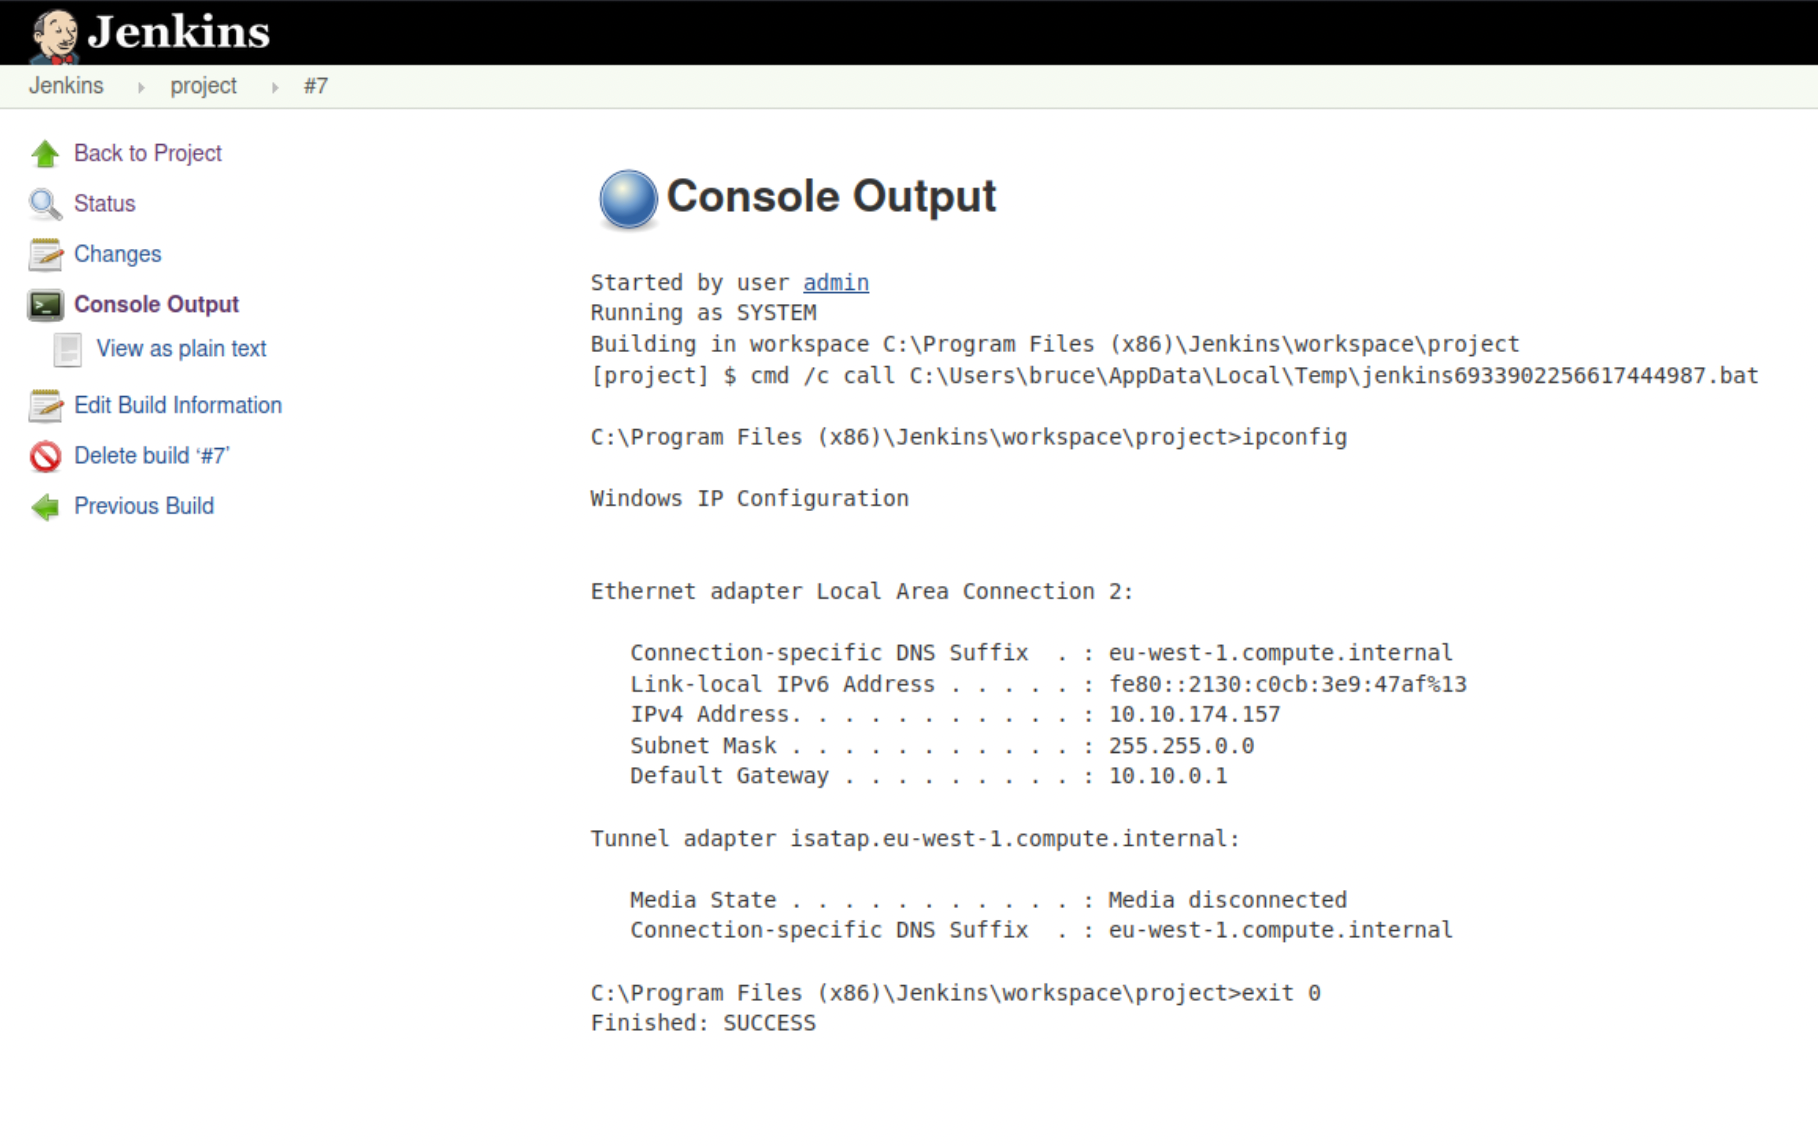 Jenkins
Jenkins project #7
Back to Project
Status
Changes
Console Output
View as plain text
Edit Build Information
Delete build ‘#7’
Previous Build
Console Output
Started by user admin
Running as SYSTEM
Building in workspace C:\Program Files (x86)\Jenkins\workspace\project
[project] $ cmd /c call C:\Users\bruce\AppData\Local\Temp\jenkins6933902256617444987.bat
C:\Program Files (x86)\Jenkins\workspace\project>ipconfig
Windows IP Configuration
Ethernet adapter Local Area Connection 2:
Connection-specific DNS Suffix  . : eu-west-1.compute.internal
Link-local IPv6 Address . . . . . : fe80::2130:c0cb:3e9:47af%13
IPv4 Address. . . . . . . . . . . : 10.10.174.157
Subnet Mask . . . . . . . . . . . : 255.255.0.0
Default Gateway . . . . . . . . . : 10.10.0.1
Tunnel adapter isatap.eu-west-1.compute.internal:
Media State . . . . . . . . . . . : Media disconnected
Connection-specific DNS Suffix  . : eu-west-1.compute.internal
C:\Program Files (x86)\Jenkins\workspace\project>exit 0
Finished: SUCCESS